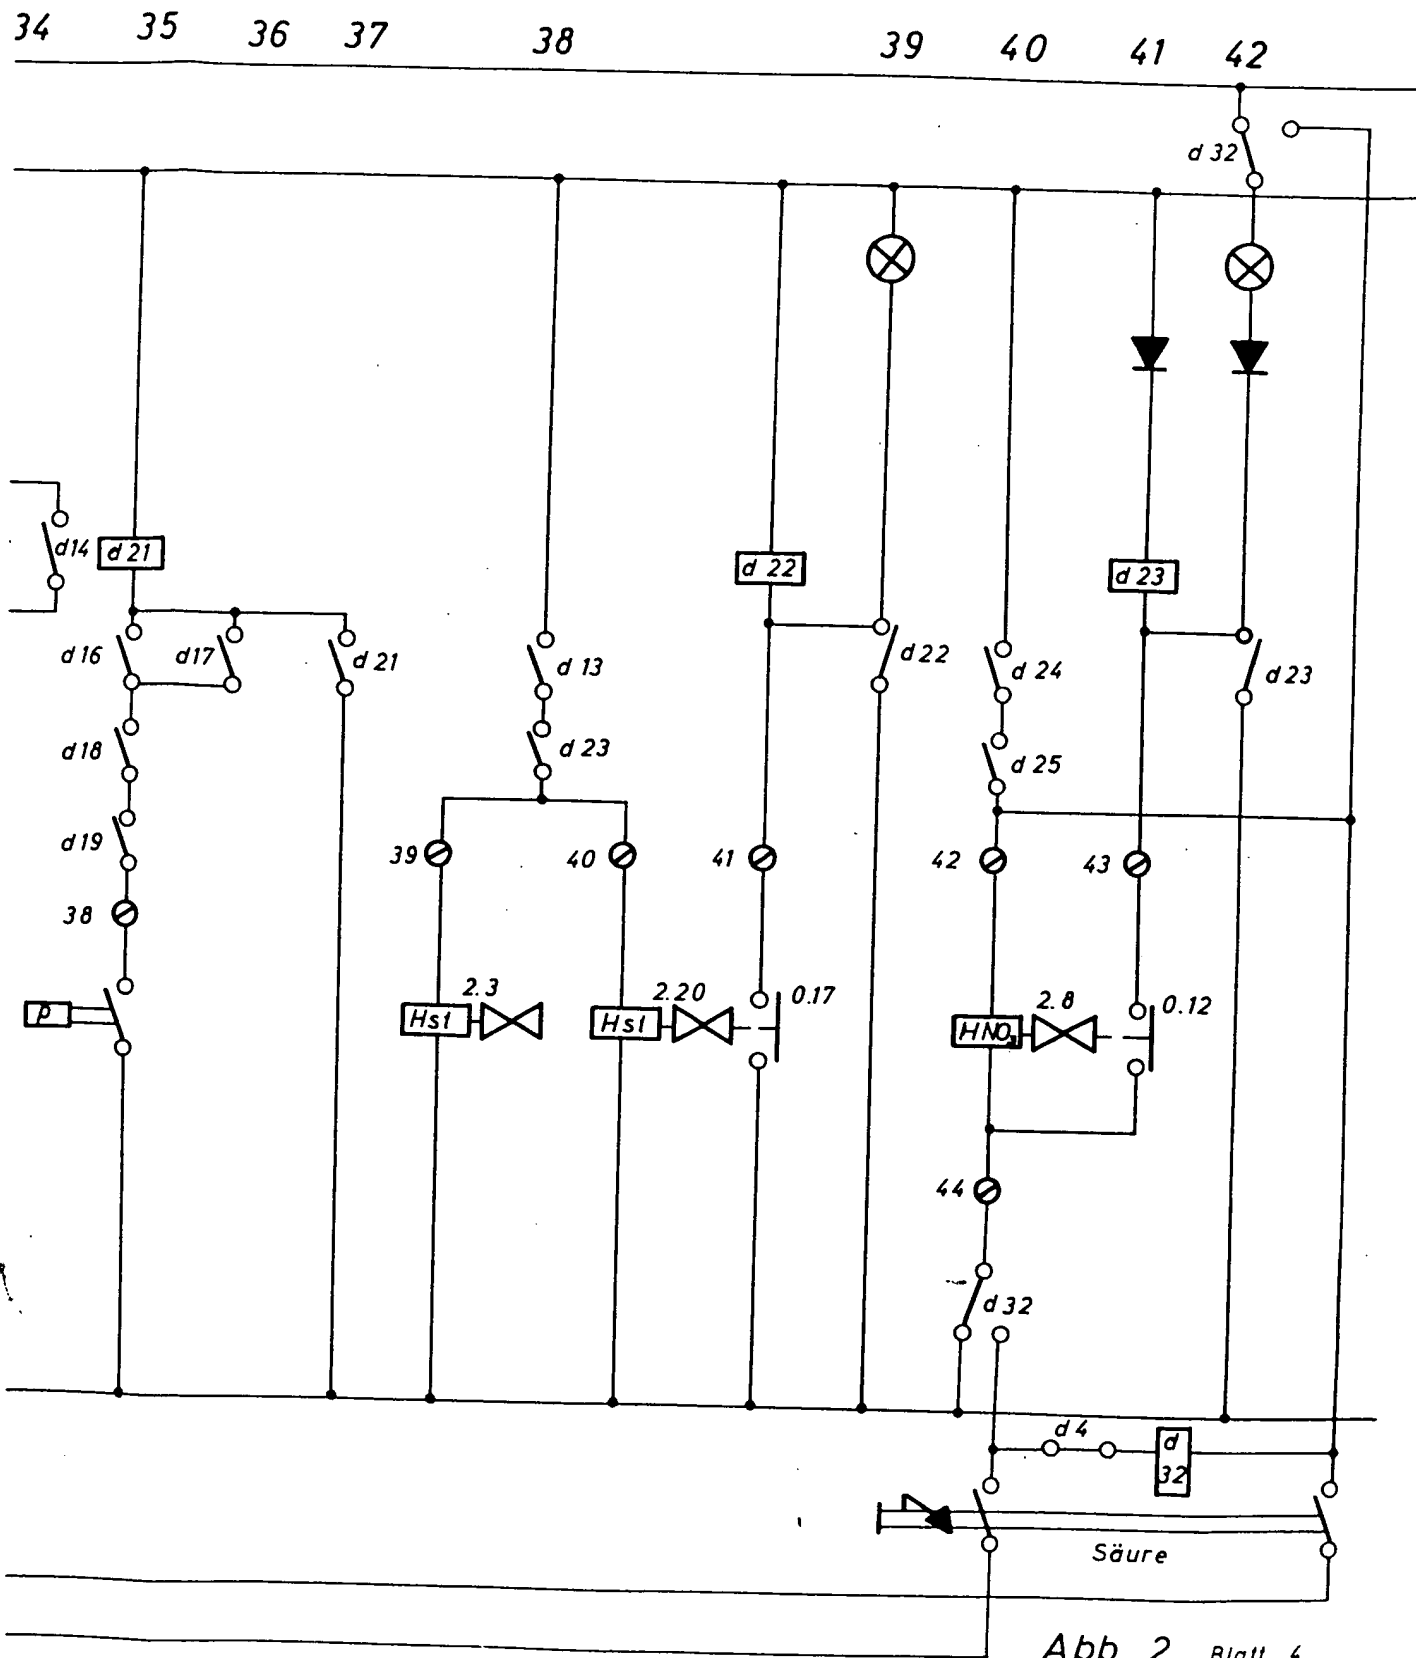 34 35 36 37 38 39 40 41 42
d 32
d14 d 21
d 22 d 23
d 16 d17 d 21 d 13 d 22 d 24 d 23
d18 d 23 d 25
d19 39 40 41 42 43
38
p Hs1 2.3 Hs1 2.20 0.17 HNO3 2.8 0.12
44
d 32
d 4 d 32
Säure
Abb. 2 Blatt 4